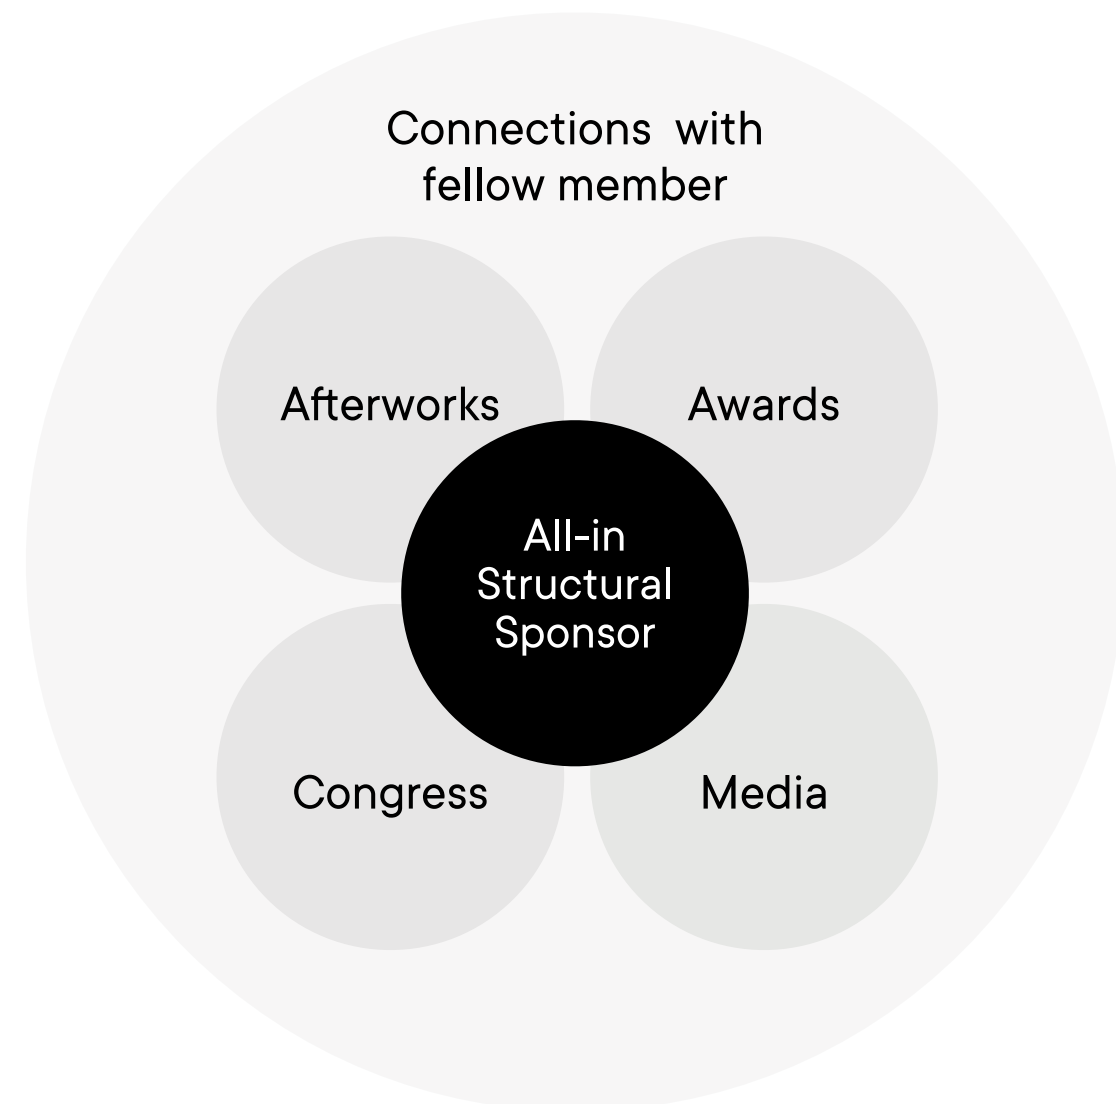 Connections with
fellow member
Afterworks
Awards
All-in
Structural
Sponsor
Congress
Media